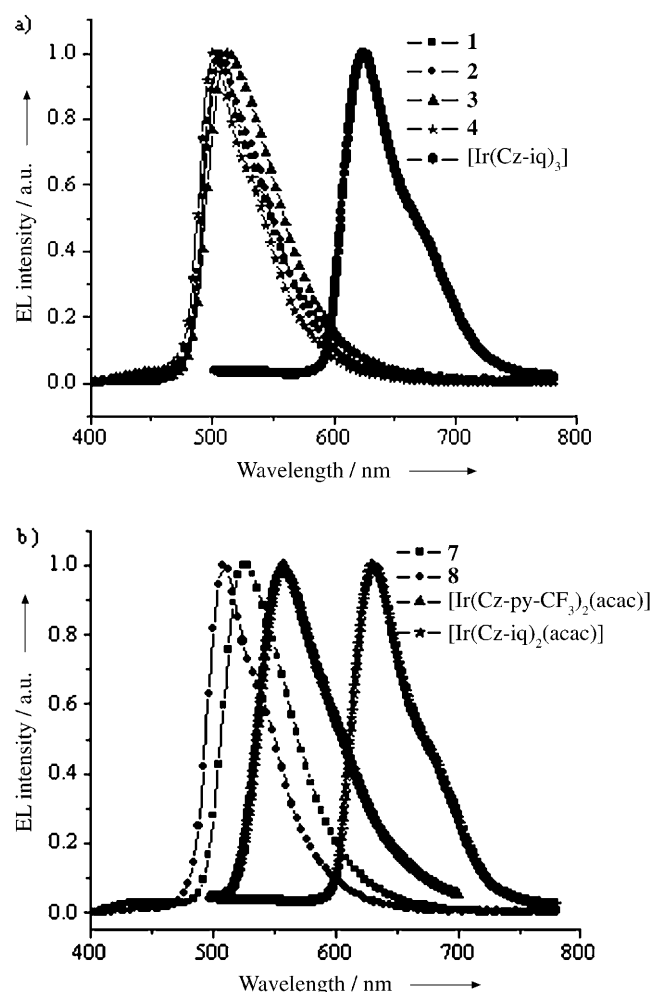 a)
1.0
0.8
0.6
0.4
0.2
0.0
EL intensity / a.u.
1
2
3
4
[Ir(Cz-iq)3]
400 500 600 700 800
Wavelength / nm
b)
1.0
0.8
0.6
0.4
0.2
0.0
EL intensity / a.u.
7
8
[Ir(Cz-py-CF3)2(acac)]
[Ir(Cz-iq)2(acac)]
400 500 600 700 800
Wavelength / nm